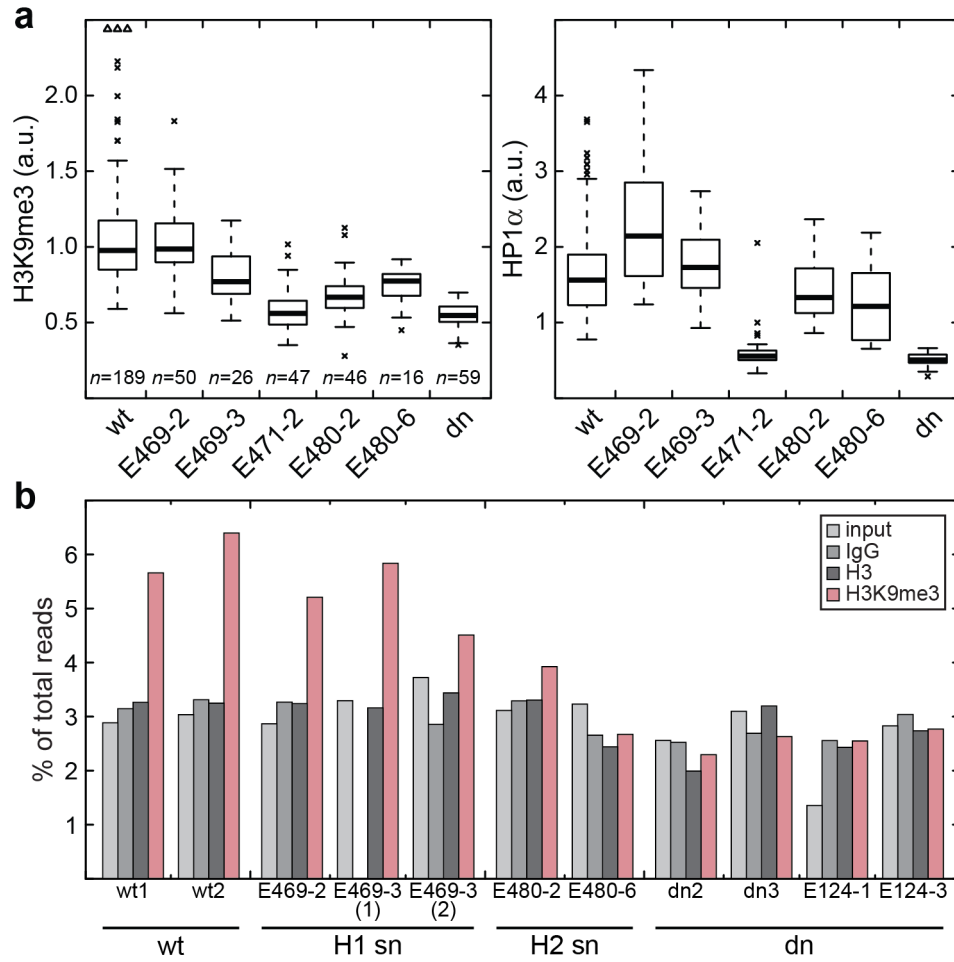 a
H3K9me3 (a.u.)
2.0
1.5
1.0
0.5
n=189 n=50 n=26 n=47 n=46 n=16 n=59
wt E469-2 E469-3 E471-2 E480-2 E480-6 dn
HP1α (a.u.)
4
3
2
1
wt E469-2 E469-3 E471-2 E480-2 E480-6 dn
b
% of total reads
6
5
4
3
2
1
input
IgG
H3
H3K9me3
wt1 wt2 E469-2 E469-3 E469-3 E480-2 E480-6 dn2 dn3 E124-1 E124-3
(1) (2)
wt H1 sn H2 sn dn